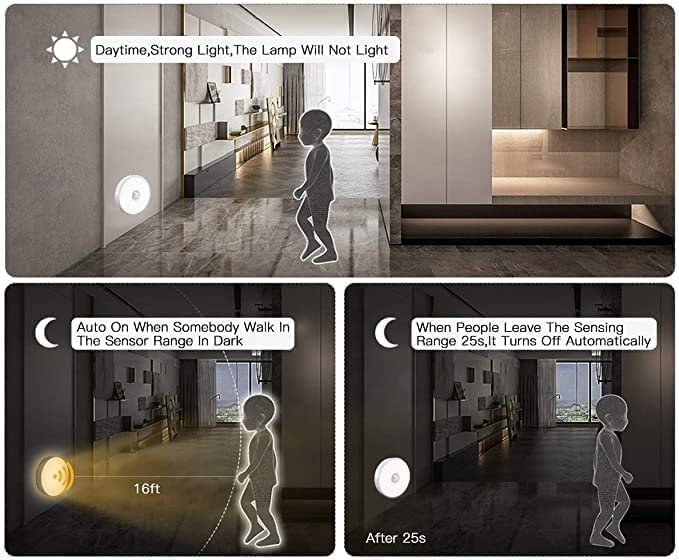 Daytime,Strong Light,The Lamp Will Not Light
Auto On When Somebody Walk In
The Sensor Range In Dark
16ft
When People Leave The Sensing
Range 25s,It Turns Off Automatically
After 25s